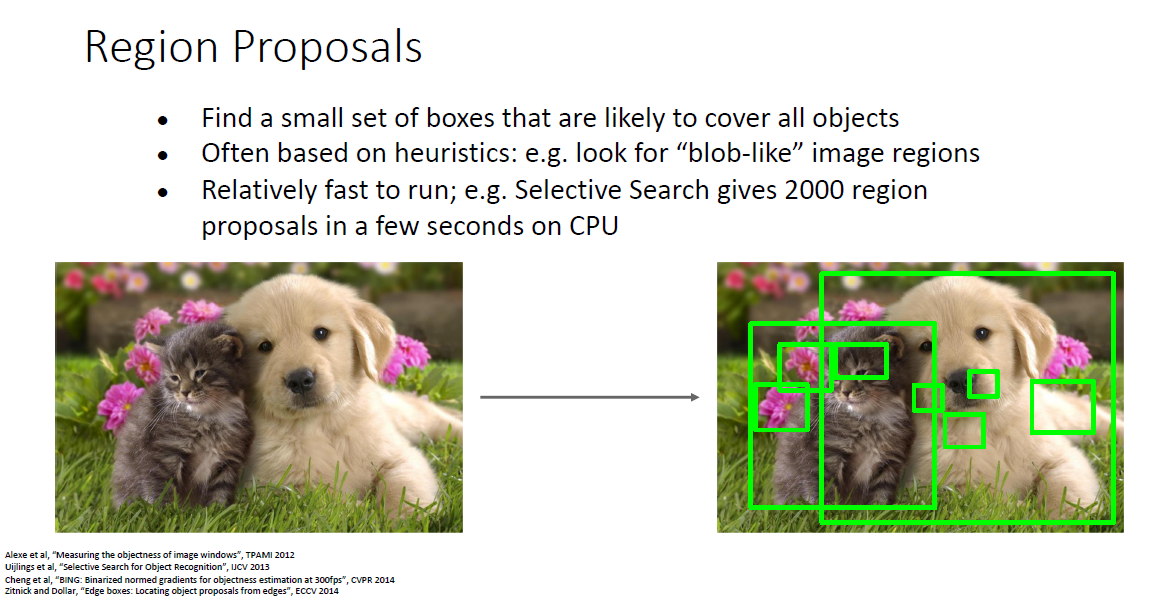 Region Proposals
● Find a small set of boxes that are likely to cover all objects
● Often based on heuristics: e.g. look for “blob-like” image regions
● Relatively fast to run; e.g. Selective Search gives 2000 region
proposals in a few seconds on CPU
Alexe et al, “Measuring the objectness of image windows”, TPAMI 2012
Uijlings et al, “Selective Search for Object Recognition”, IJCV 2013
Cheng et al, “BING: Binarized normed gradients for objectness estimation at 300fps”, CVPR 2014
Zitnick and Dollar, “Edge boxes: Locating object proposals from edges”, ECCV 2014